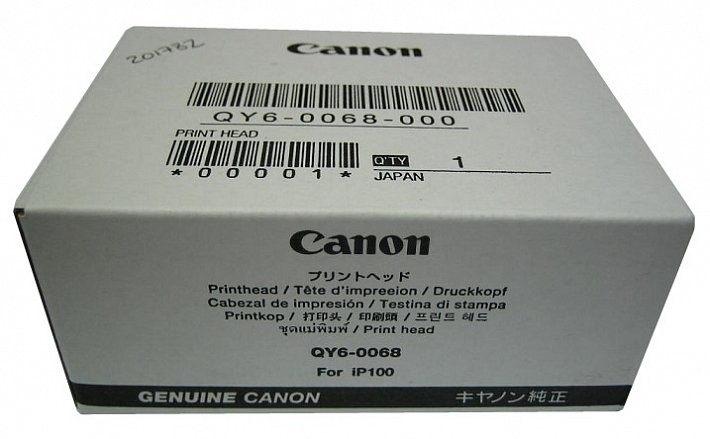 201782
Canon
QY6-0068-000
PRINT HEAD
*00001*
Q'TY 1
JAPAN
Canon
プリントヘッド
Printhead / Tête d'impreeion / Druckkopf
Cabezal de impresión / Testina di stampa
Printkop / 打印头 / 印刷頭 / 프린트 헤드
ชุดแม่พิมพ์ / Print head
QY6-0068
For iP100
GENUINE CANON キヤノン純正